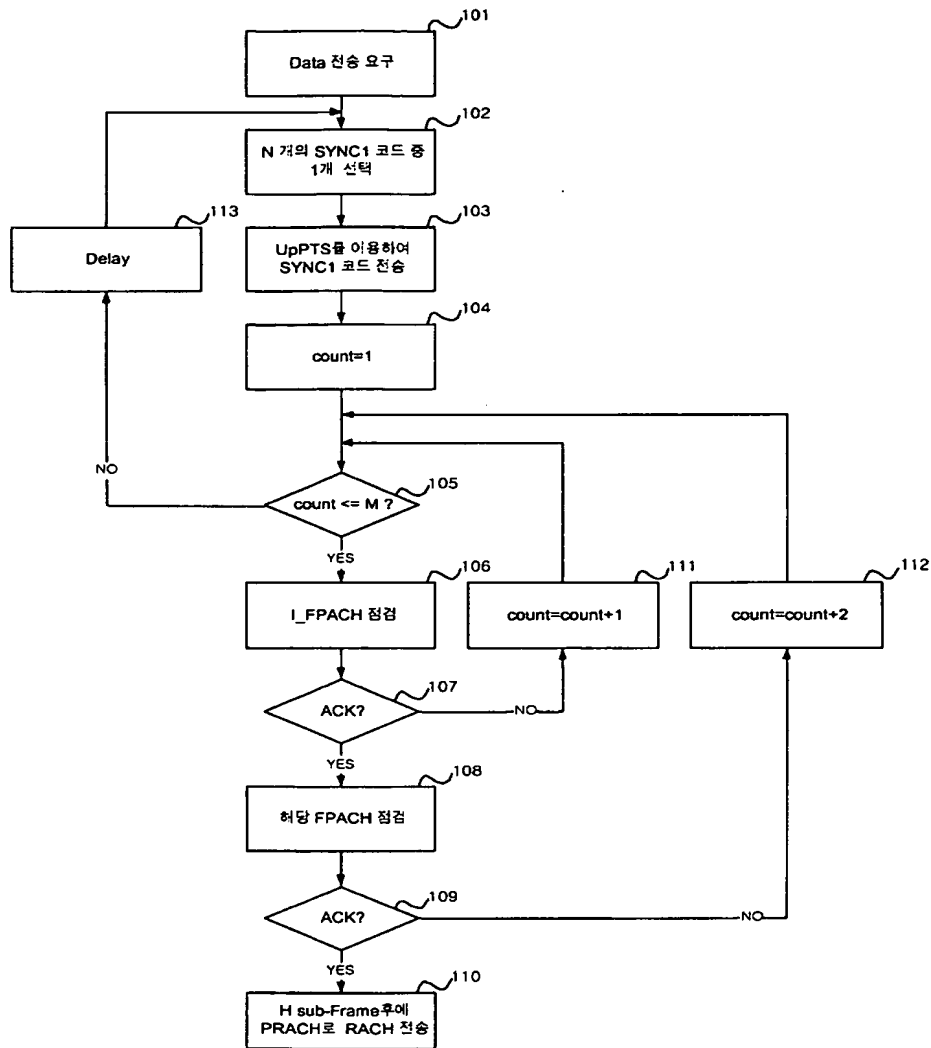 101
Data 전송 요구
102
N 개의 SYNC1 코드 중
1개 선택
113
Delay
103
UpPTS를 이용하여
SYNC1 코드 전송
104
count=1
NO
105
count <= M ?
YES
106
I_FPACH 점검
111
count=count+1
112
count=count+2
107
ACK?
NO
YES
108
해당 FPACH 점검
109
ACK?
NO
YES
110
H sub-Frame후에
PRACH로 RACH 전송